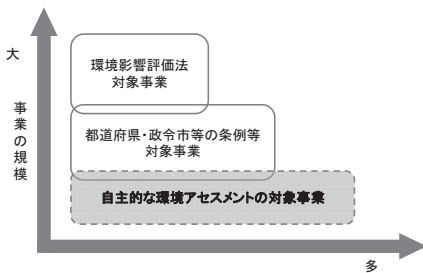 大
事業の規模
環境影響評価法
対象事業
都道府県・政令市等の条例等
対象事業
自主的な環境アセスメントの対象事業
多